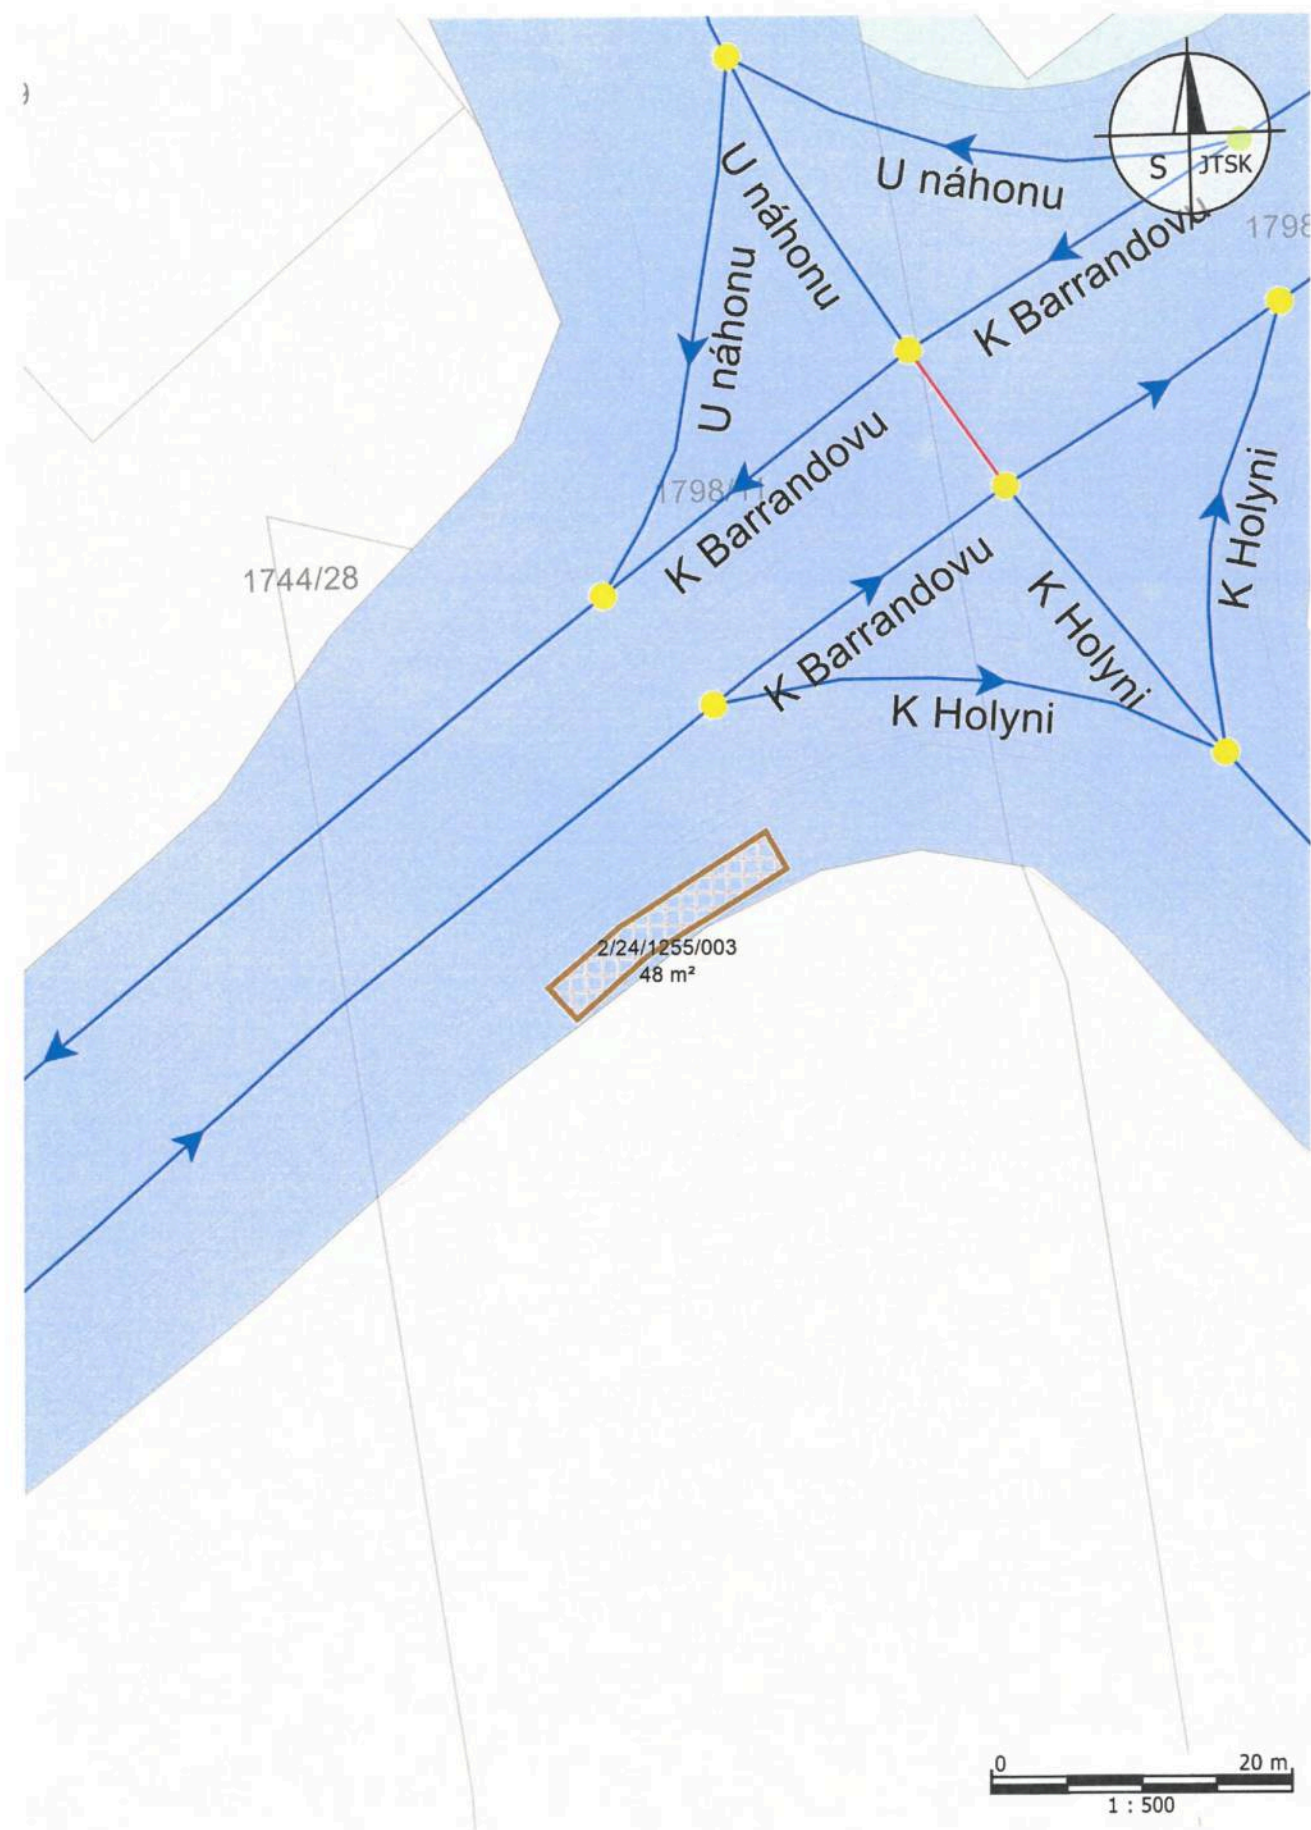 U náhonu
U náhonu
U náhonu
S JTSK
1798
K Barrandovu
1798/11
K Barrandovu
K Holyni
1744/28
K Barrandovu
K Holyni
K Holyni
2/24/1255/003
48 m²
0 20 m
1 : 500